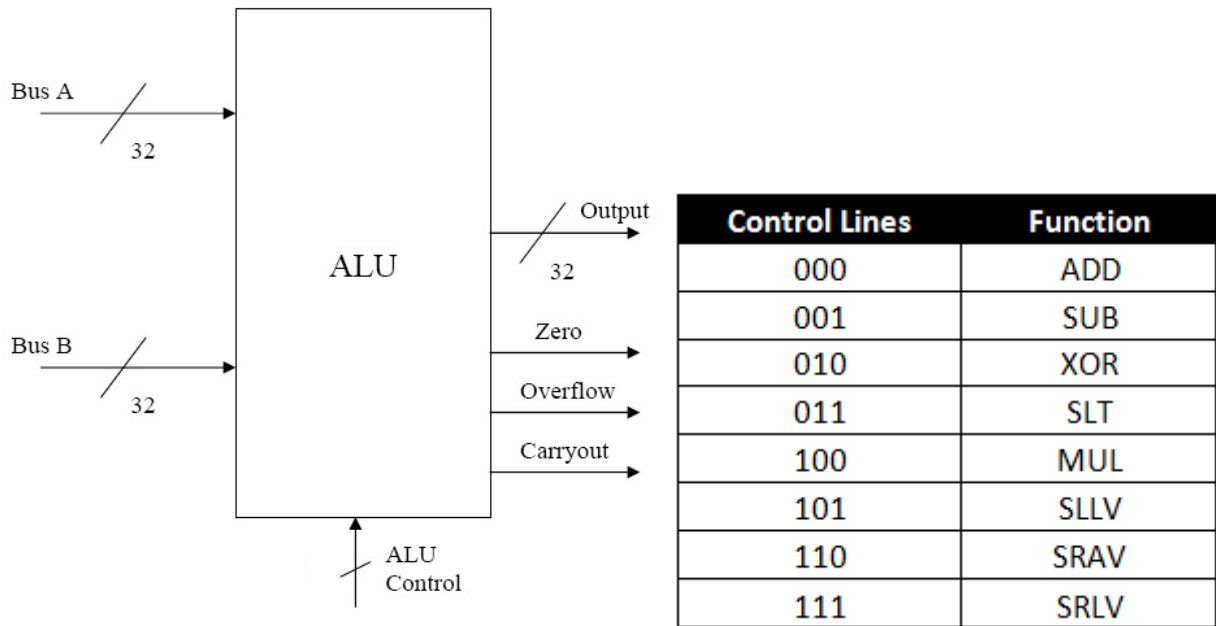 Bus A
32
Bus B
32
ALU
Output
32
Zero
Overflow
Carryout
ALU
Control
Control Lines Function
000 ADD
001 SUB
010 XOR
011 SLT
100 MUL
101 SLLV
110 SRAV
111 SRLV